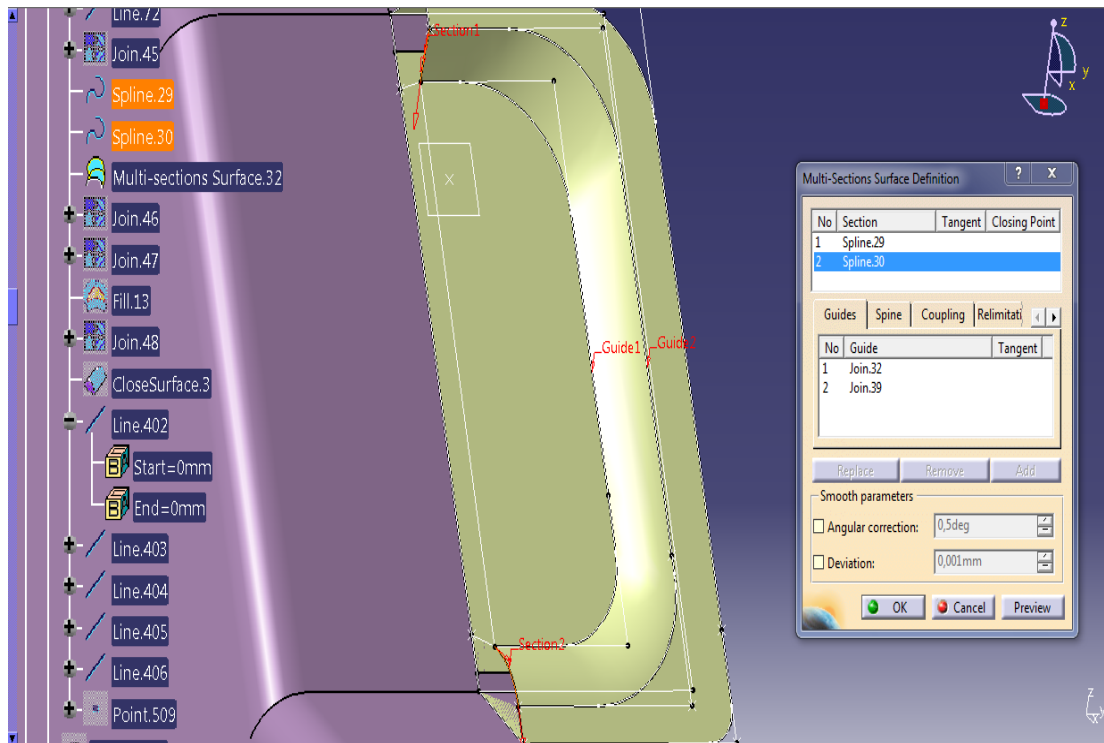 Line.72
Join.45
Spline.29
Spline.30
Multi-sections Surface.32
Join.46
Join.47
Fill.13
Join.48
CloseSurface.3
Line.402
Start=0mm
End=0mm
Line.403
Line.404
Line.405
Line.406
Point.509
Section1
Guide1
Guide2
Section2
z
y
x
Multi-Sections Surface Definition
? X
No Section Tangent Closing Point
1 Spline.29
2 Spline.30
Guides Spine Coupling Relimitati
No Guide Tangent
1 Join.32
2 Join.39
Replace Remove Add
Smooth parameters
Angular correction: 0,5deg
Deviation: 0,001mm
OK Cancel Preview
z